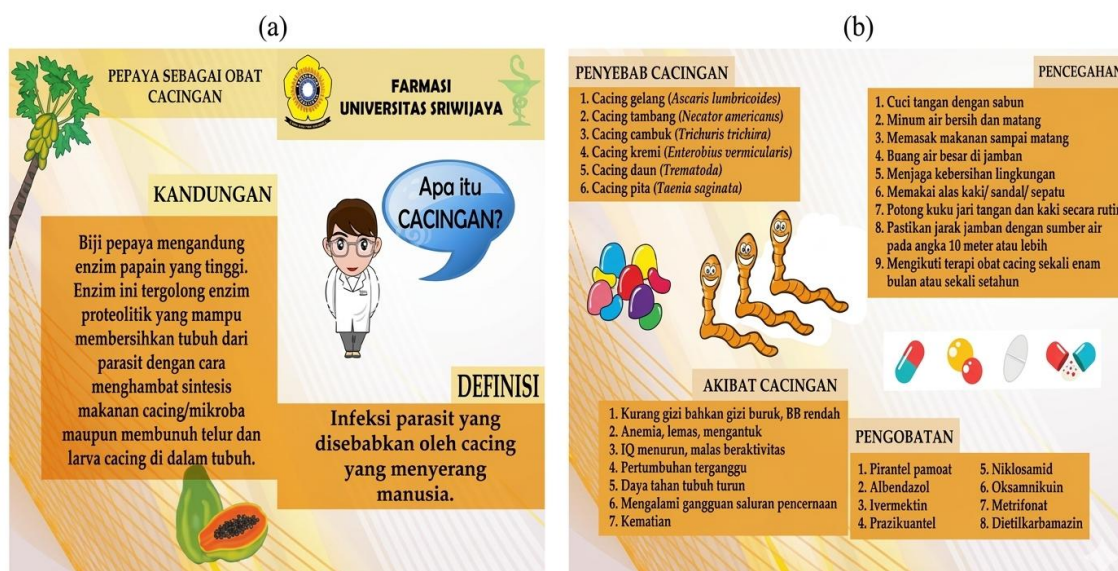 (a)
PEPAYA SEBAGAI OBAT
CACINGAN
FARMASI
UNIVERSITAS SRIWIJAYA
KANDUNGAN
Biji pepaya mengandung
enzim papain yang tinggi.
Enzim ini tergolong enzim
proteolitik yang mampu
membersihkan tubuh dari
parasit dengan cara
menghambat sintesis
makanan cacing/mikroba
maupun membunuh telur dan
larva cacing di dalam tubuh.
Apa itu
CACINGAN?
DEFINISI
Infeksi parasit yang
disebabkan oleh cacing
yang menyerang
manusia.
(b)
PENYEBAB CACINGAN
1. Cacing gelang (Ascaris lumbricoides)
2. Cacing tambang (Necator americanus)
3. Cacing cambuk (Trichuris trichira)
4. Cacing kremi (Enterobius vermicularis)
5. Cacing daun (Trematoda)
6. Cacing pita (Taenia saginata)
PENCEGAHAN
1. Cuci tangan dengan sabun
2. Minum air bersih dan matang
3. Memasak makanan sampai matang
4. Buang air besar di jamban
5. Menjaga kebersihan lingkungan
6. Memakai alas kaki/ sandal/ sepatu
7. Potong kuku jari tangan dan kaki secara rutin
8. Pastikan jarak jamban dengan sumber air
pada angka 10 meter atau lebih
9. Mengikuti terapi obat cacing sekali enam
bulan atau sekali setahun
AKIBAT CACINGAN
1. Kurang gizi bahkan gizi buruk, BB rendah
2. Anemia, lemas, mengantuk
3. IQ menurun, malas beraktivitas
4. Pertumbuhan terganggu
5. Daya tahan tubuh turun
6. Mengalami gangguan saluran pencernaan
7. Kematian
PENGOBATAN
1. Pirantel pamoat
2. Albendazol
3. Ivermektin
4. Prazikuantel
5. Niklosamid
6. Oksamnikuin
7. Metrifonat
8. Dietilkarbamazin